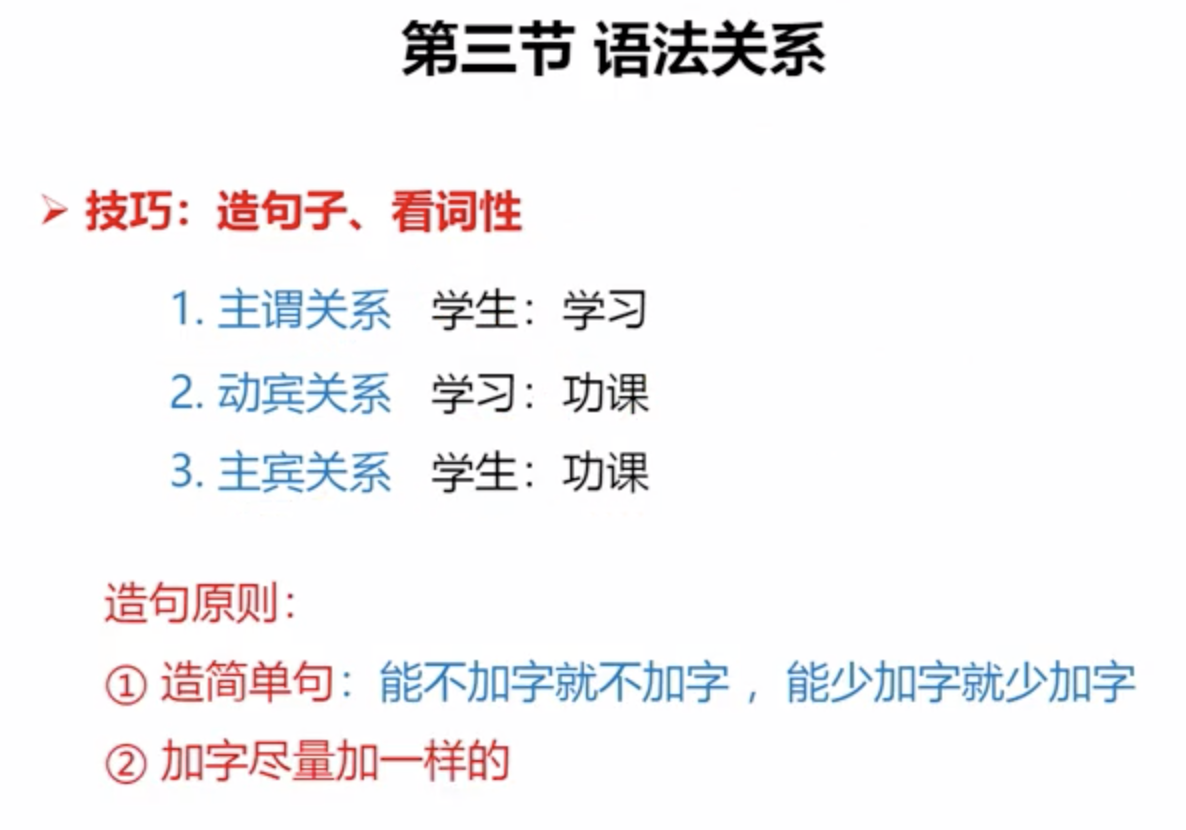 第三节 语法关系
➢ 技巧：造句子、看词性
1. 主谓关系 学生：学习
2. 动宾关系 学习：功课
3. 主宾关系 学生：功课
造句原则：
① 造简单句：能不加字就不加字，能少加字就少加字
② 加字尽量加一样的